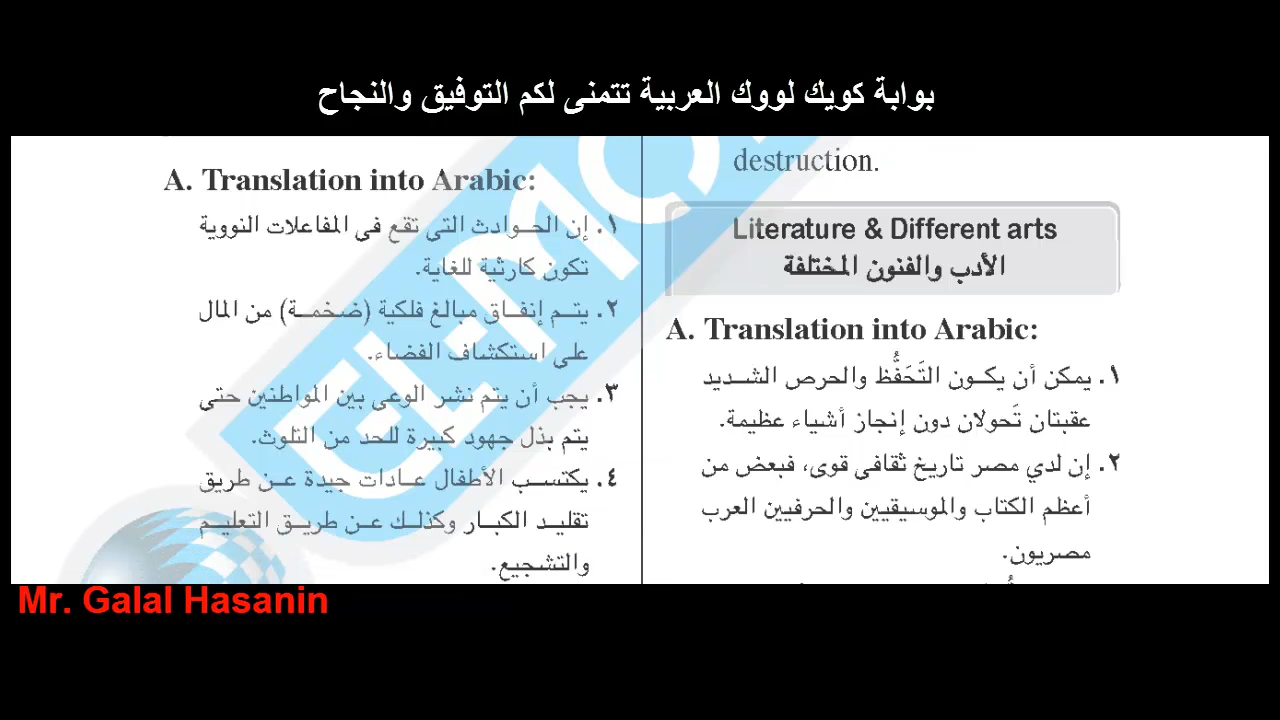 بوابة كويك لووك العربية تتمنى لكم التوفيق والنجاح
A. Translation into Arabic:
١. إن الحوادث التى تقع فى المفاعلات النووية
تكون كارثية للغاية.
٢. يتم إنفاق مبالغ فلكية (ضخمة) من المال
على استكشاف الفضاء.
٣. يجب أن يتم نشر الوعى بين المواطنين حتى
يتم بذل جهود كبيرة للحد من التلوث.
٤. يكتسب الأطفال عادات جيدة عن طريق
تقليد الكبار وكذلك عن طريق التعليم
والتشجيع.
destruction.
Literature & Different arts
الأدب والفنون المختلفة
A. Translation into Arabic:
١. يمكن أن يكون التَحَفُّظ والحرص الشديد
عقبتان تَحولان دون إنجاز أشياء عظيمة.
٢. إن لدي مصر تاريخ ثقافى قوى، فبعض من
أعظم الكتاب والموسيقيين والحرفيين العرب
مصريون.
Mr. Galal Hasanin